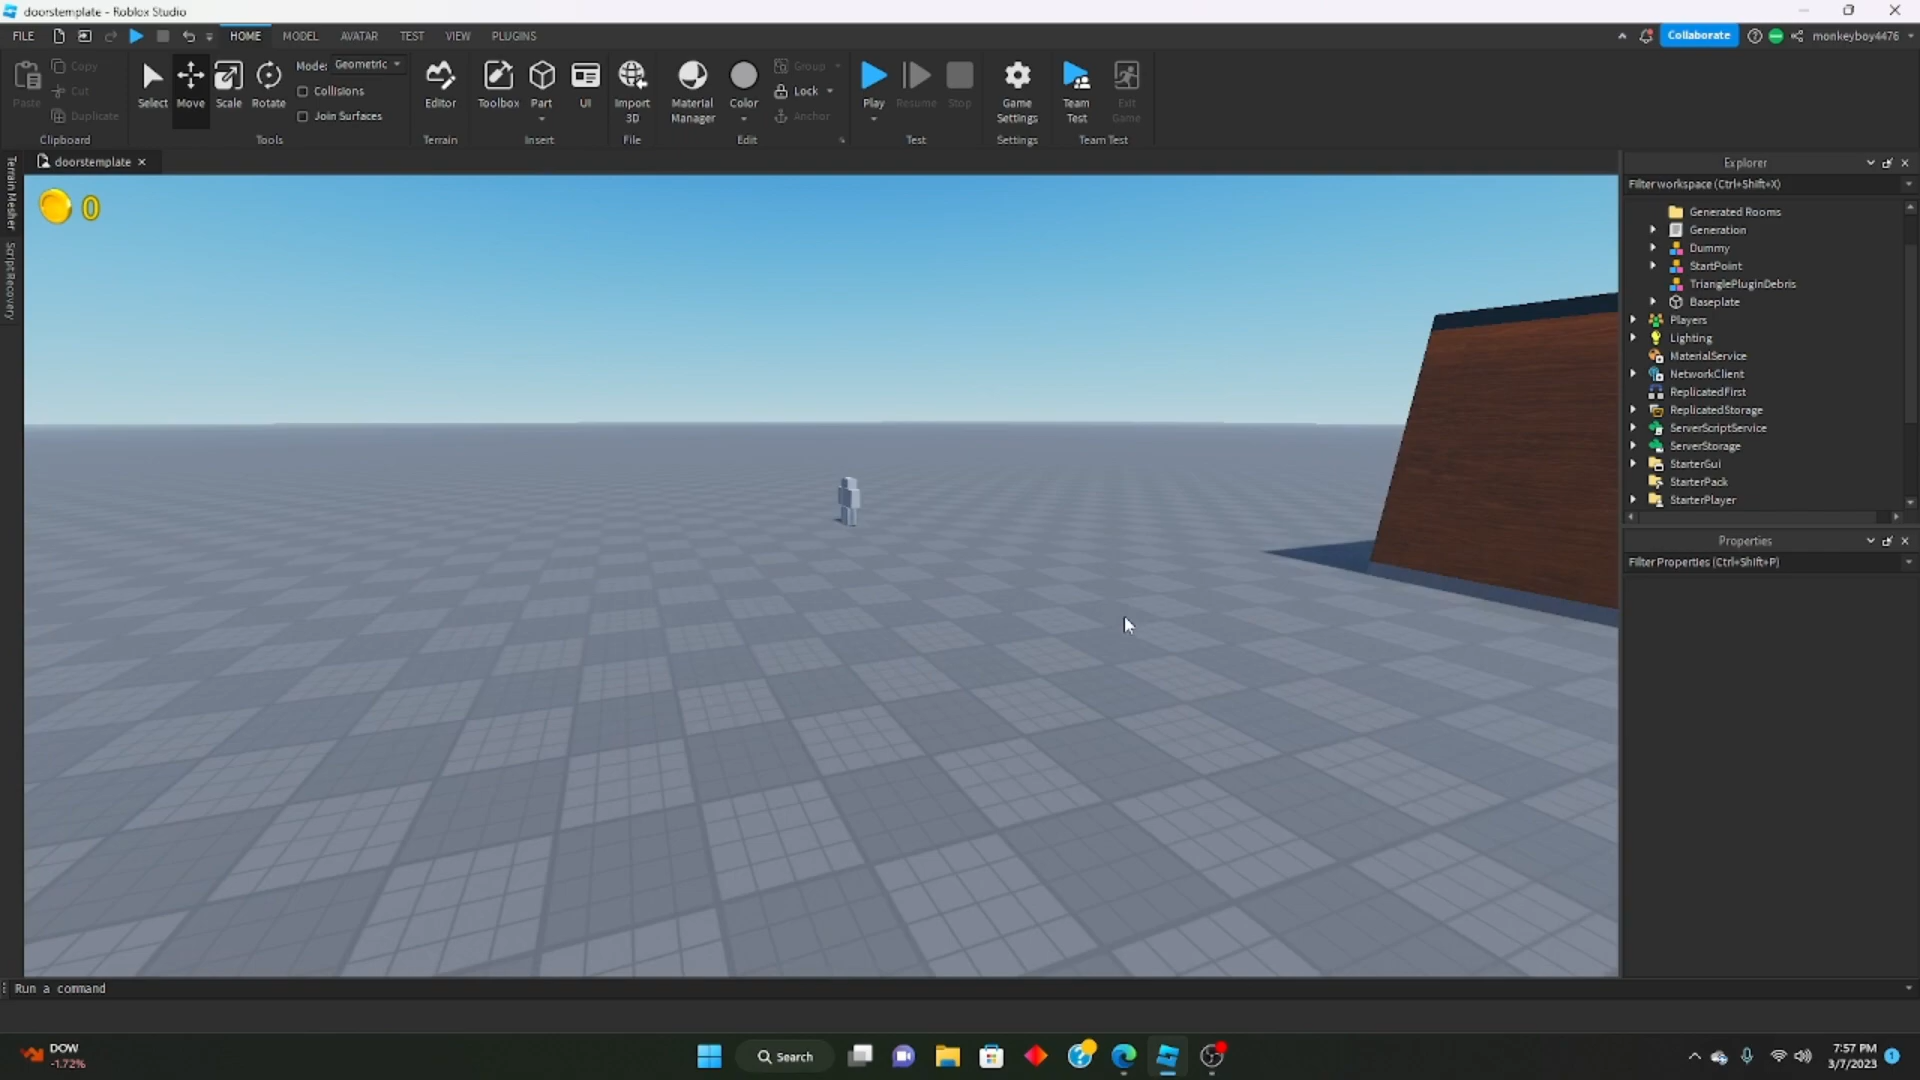 doorstemplate - Roblox Studio
FILE HOME MODEL AVATAR TEST VIEW PLUGINS Collaborate monkeyboy4476
Paste Copy Cut Duplicate Clipboard
Select Move Scale Rotate Mode: Geometric Collisions Join Surfaces Tools
Editor Terrain
Toolbox Part UI Insert
Import 3D File
Material Manager Color Group Lock Anchor Edit
Play Resume Stop Test
Game Settings Settings
Team Test Exit Game Team Test
doorstemplate
Terrain Mesher
Script Recovery
0
Explorer
Filter workspace (Ctrl+Shift+X)
Generated Rooms
Generation
Dummy
StartPoint
TrianglePluginDebris
Baseplate
Players
Lighting
MaterialService
NetworkClient
ReplicatedFirst
ReplicatedStorage
ServerScriptService
ServerStorage
StarterGui
StarterPack
StarterPlayer
Properties
Filter Properties (Ctrl+Shift+P)
Run a command
DOW
-1.72%
Search
7:57 PM
3/7/2023
1